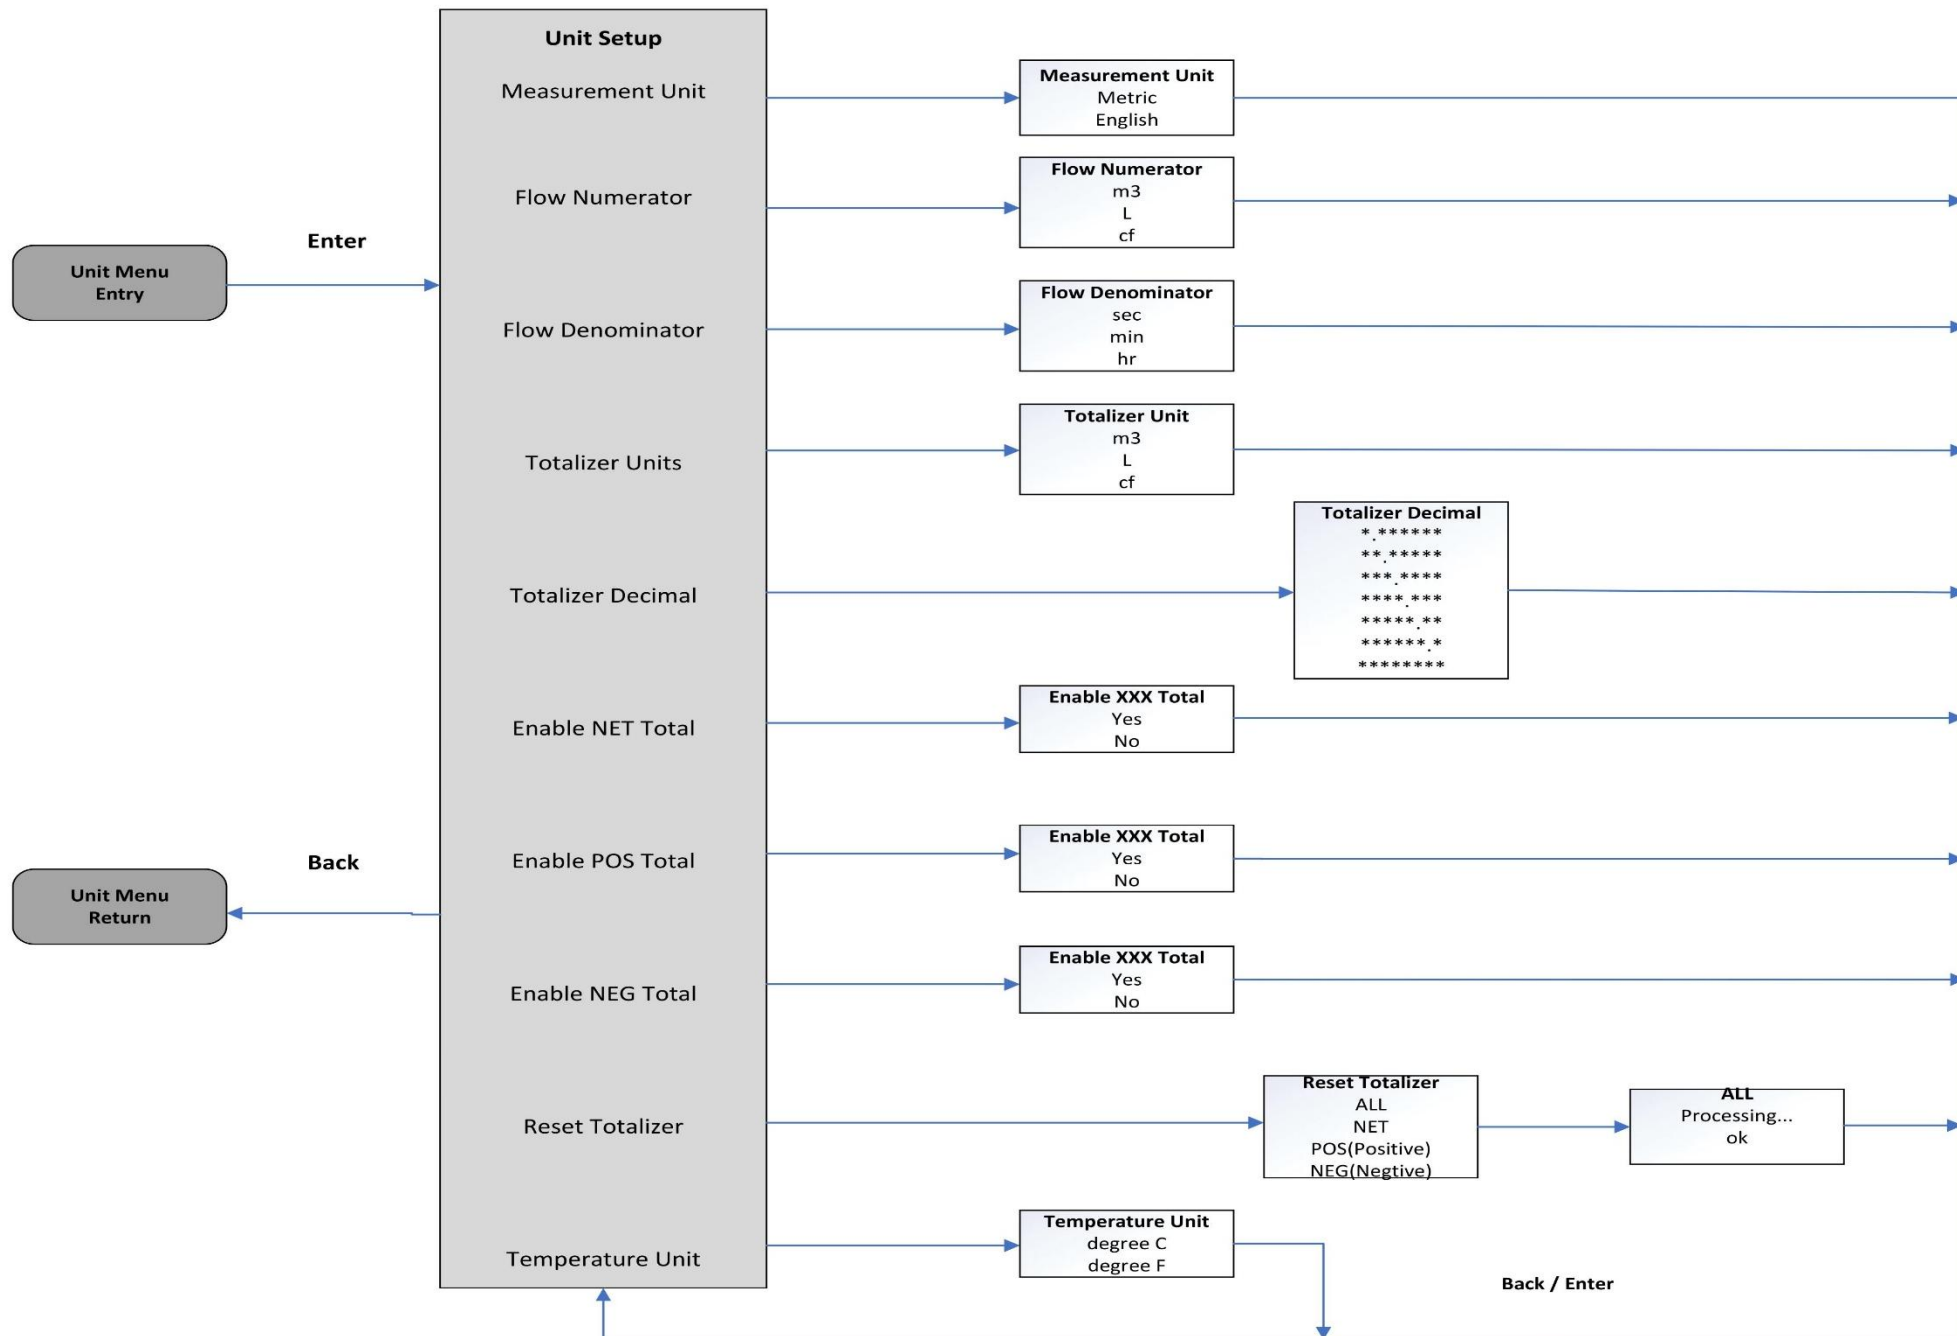 Unit Setup
Measurement Unit
Flow Numerator
Flow Denominator
Totalizer Units
Totalizer Decimal
Enable NET Total
Enable POS Total
Enable NEG Total
Reset Totalizer
Temperature Unit
Unit Menu
Entry
Enter
Unit Menu
Return
Back
Measurement Unit
Metric
English
Flow Numerator
m3
L
cf
Flow Denominator
sec
min
hr
Totalizer Unit
m3
L
cf
Totalizer Decimal
*.******
**.*****
***.****
****.***
*****.**
******.*
********
Enable XXX Total
Yes
No
Enable XXX Total
Yes
No
Enable XXX Total
Yes
No
Reset Totalizer
ALL
NET
POS(Positive)
NEG(Negtive)
ALL
Processing...
ok
Temperature Unit
degree C
degree F
Back / Enter